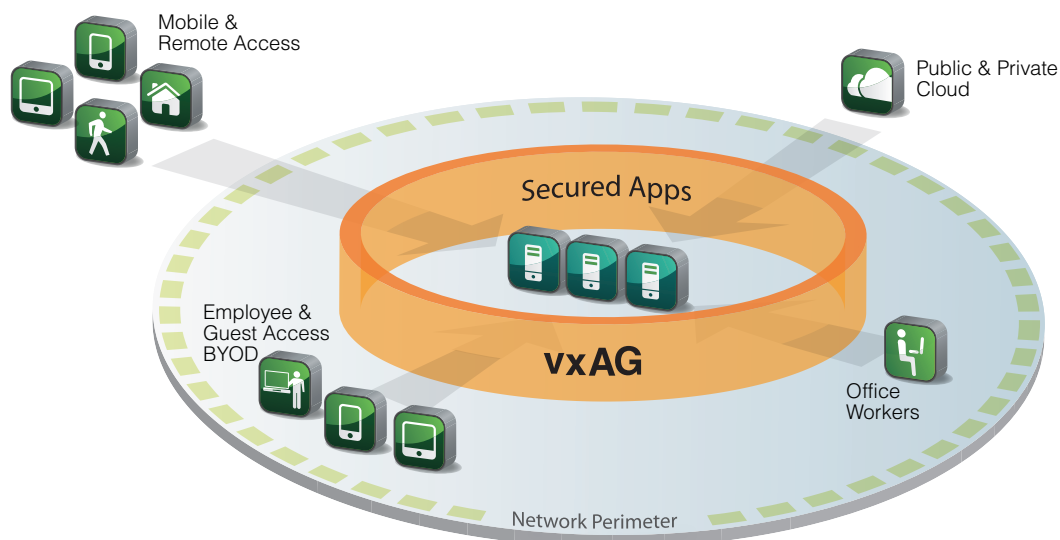 Mobile &
Remote Access
Public & Private
Cloud
Secured Apps
Employee &
Guest Access
BYOD
vxAG
Office
Workers
Network Perimeter